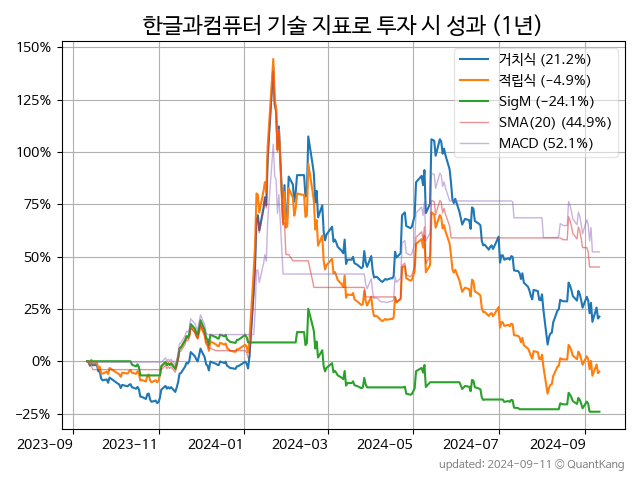 한글과컴퓨터 기술 지표로 투자 시 성과 (1년)
150%
125%
100%
75%
50%
25%
0%
−25%
거치식 (21.2%)
적립식 (−4.9%)
SigM (−24.1%)
SMA(20) (44.9%)
MACD (52.1%)
2023-09
2023-11
2024-01
2024-03
2024-05
2024-07
2024-09
updated: 2024-09-11 ⓒ QuantKang